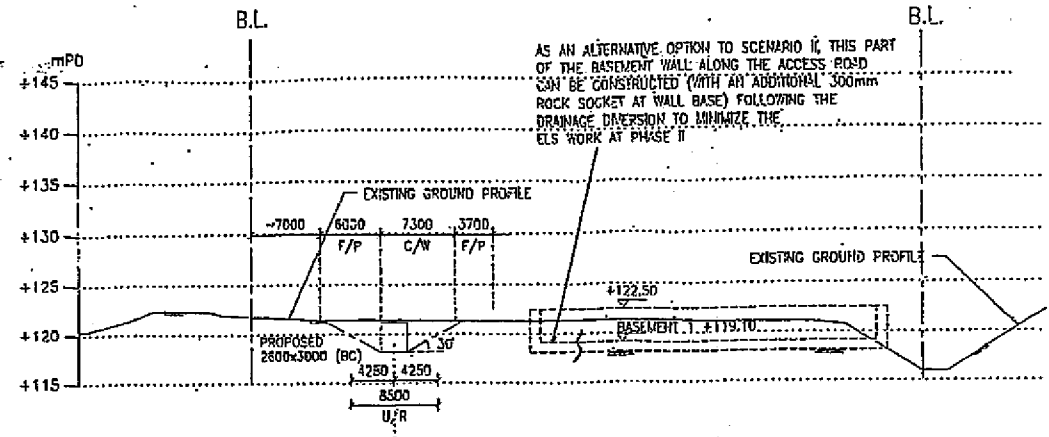 B.L.
B.L.
mPD
AS AN ALTERNATIVE OPTION TO SCENARIO II, THIS PART
OF THE BASEMENT WALL ALONG THE ACCESS ROAD
CAN BE CONSTRUCTED (WITH AN ADDITIONAL 300mm
ROCK SOCKET AT WALL BASE) FOLLOWING THE
DRAINAGE DIVERSION TO MINIMIZE THE
ELS WORK AT PHASE II
+145
+140
+135
+130
+125
+120
+115
EXISTING GROUND PROFILE
~7000
6000
7300
3700
F/P
C/W
F/P
EXISTING GROUND PROFILE
+122.50
BASEMENT 1 +119.10
PROPOSED
2600x3000 (BC)
30°
4250
4250
8500
U/R